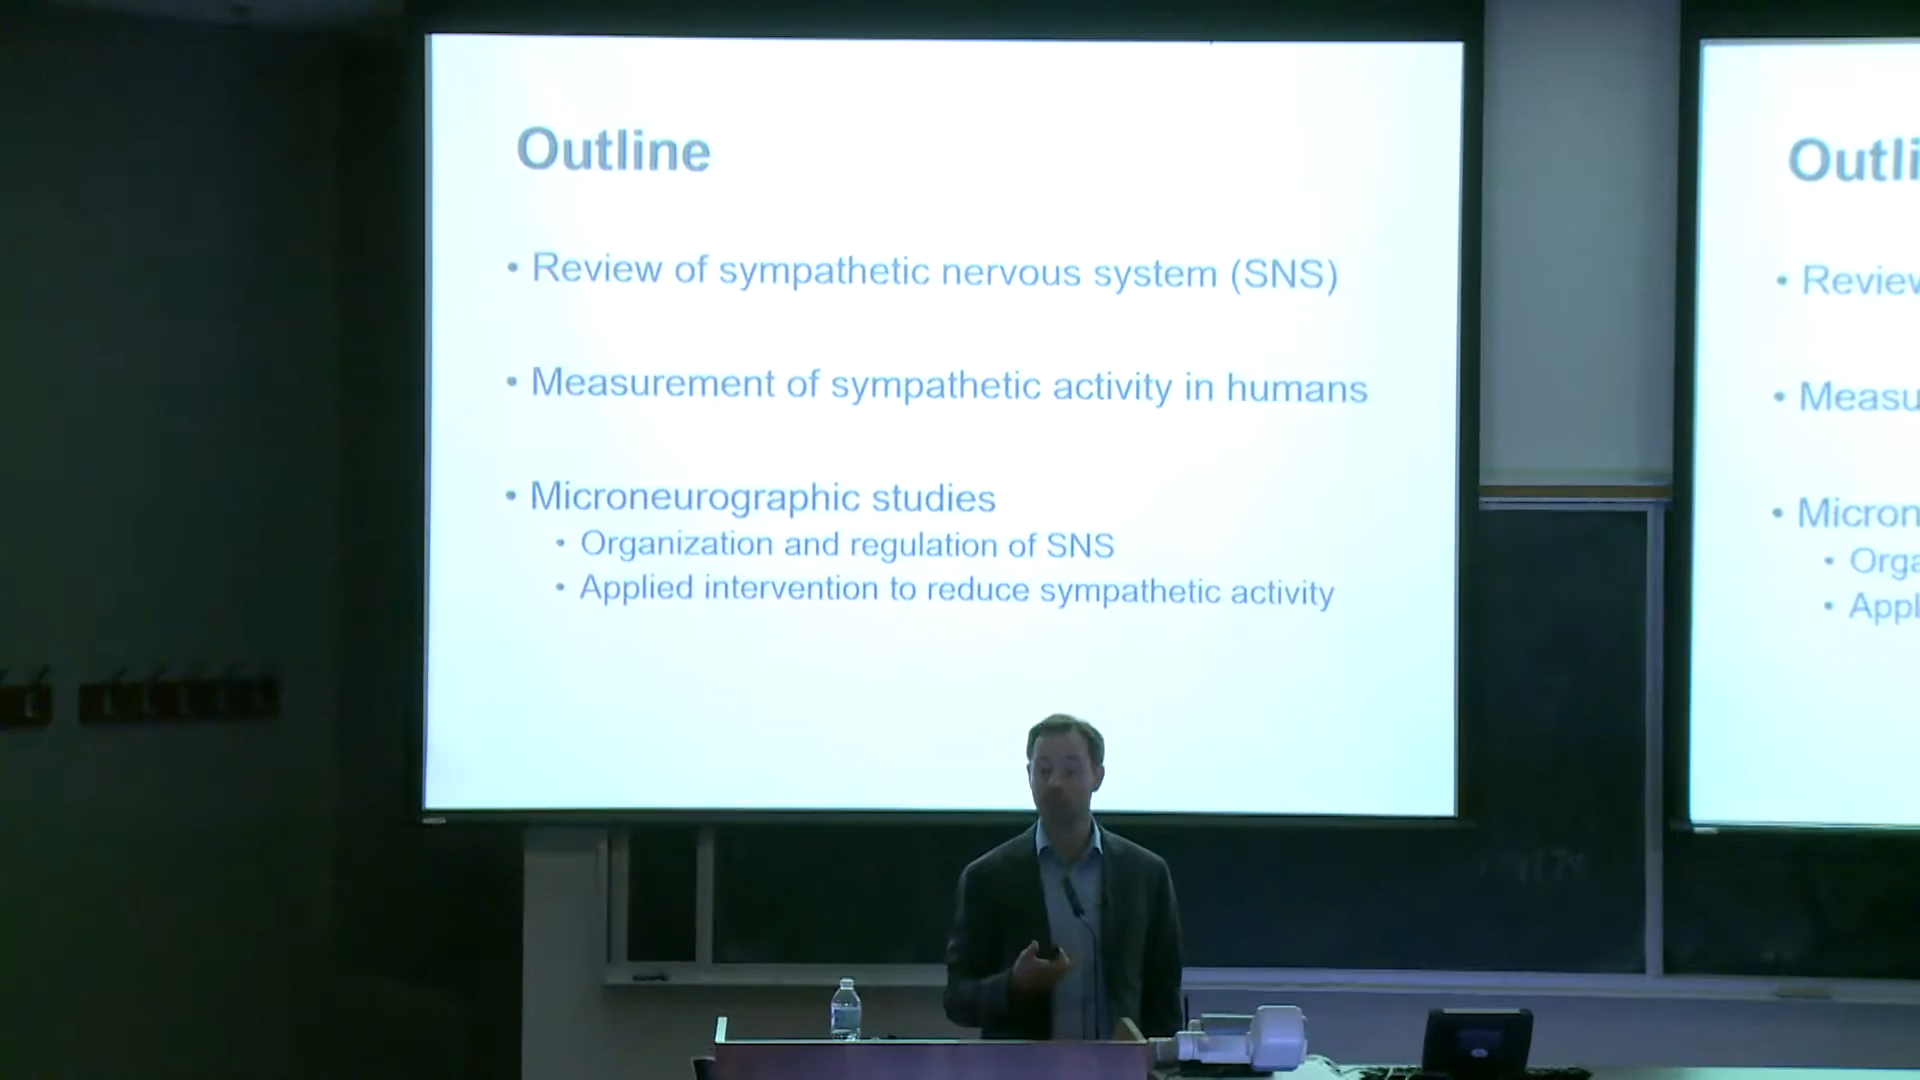 Outline
• Review of sympathetic nervous system (SNS)
• Measurement of sympathetic activity in humans
• Microneurographic studies
• Organization and regulation of SNS
• Applied intervention to reduce sympathetic activity
Outli
• Review
• Measu
• Micron
• Orga
• Appl